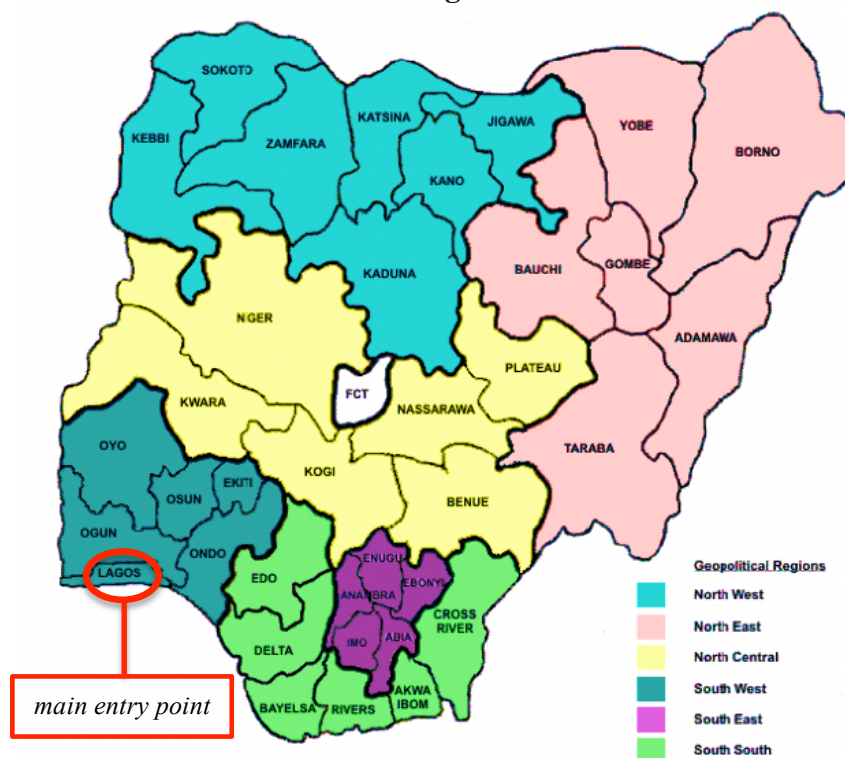 SOKOTO
KATSINA
JIGAWA
YOBE
KEBBI
ZAMFARA
BORNO
KANO
KADUNA
BAUCHI
GOMBE
NIGER
ADAMAWA
PLATEAU
FCT
KWARA
NASSARAWA
OYO
TARABA
KOGI
EKITI
OSUN
BENUE
OGUN
ONDO
ENUGU
LAGOS
EDO
EBONYI
ANAMBRA
CROSS
RIVER
IMO
ABIA
DELTA
AKWA
IBOM
BAYELSA
RIVERS
main entry point
Geopolitical Regions
North West
North East
North Central
South West
South East
South South